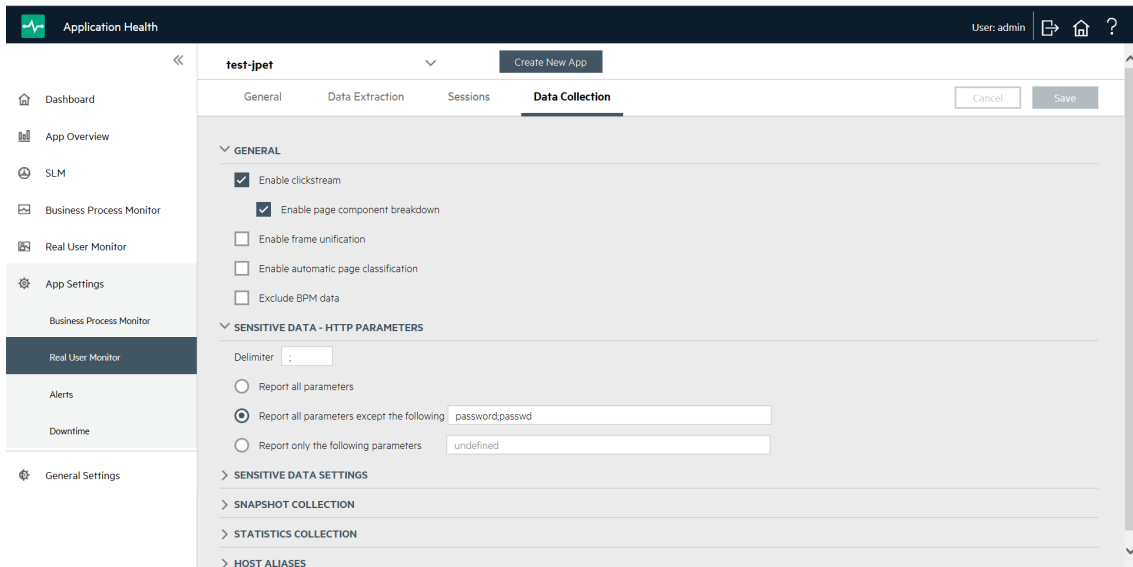 Application Health
User: admin
?
test-jpet
Create New App
General
Data Extraction
Sessions
Data Collection
Cancel
Save
Dashboard
App Overview
SLM
Business Process Monitor
Real User Monitor
App Settings
Business Process Monitor
Real User Monitor
Alerts
Downtime
General Settings
GENERAL
Enable clickstream
Enable page component breakdown
Enable frame unification
Enable automatic page classification
Exclude BPM data
SENSITIVE DATA - HTTP PARAMETERS
Delimiter ;
Report all parameters
Report all parameters except the following password;passwd
Report only the following parameters undefined
SENSITIVE DATA SETTINGS
SNAPSHOT COLLECTION
STATISTICS COLLECTION
HOST ALIASES